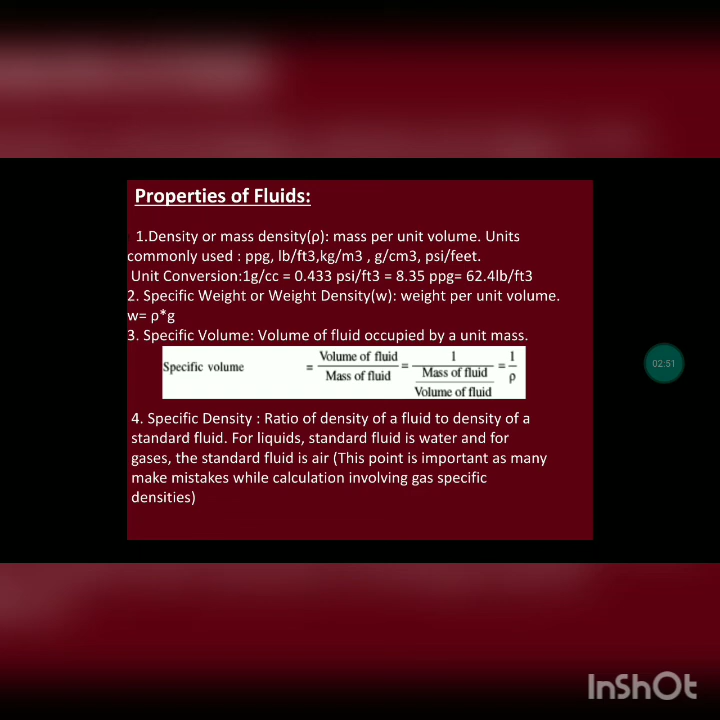 Properties of Fluids:
1.Density or mass density(ρ): mass per unit volume. Units
commonly used : ppg, lb/ft3,kg/m3 , g/cm3, psi/feet.
Unit Conversion:1g/cc = 0.433 psi/ft3 = 8.35 ppg= 62.4lb/ft3
2. Specific Weight or Weight Density(w): weight per unit volume.
w= ρ*g
3. Specific Volume: Volume of fluid occupied by a unit mass.
Specific volume = Volume of fluid / Mass of fluid = 1 / (Mass of fluid / Volume of fluid) = 1 / ρ
02:51
4. Specific Density : Ratio of density of a fluid to density of a
standard fluid. For liquids, standard fluid is water and for
gases, the standard fluid is air (This point is important as many
make mistakes while calculation involving gas specific
densities)
InShOt